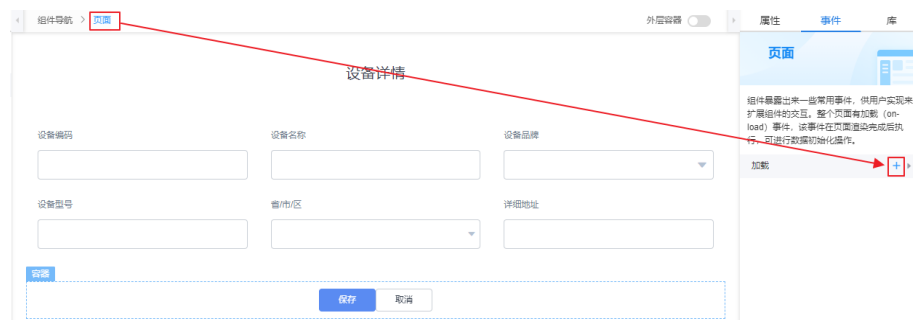 组件导航 > 页面
外层容器
属性 事件 库
页面
设备详情
组件暴露出来一些常用事件，供用户实现来
扩展组件的交互。整个页面有加载（on-
load）事件，该事件在页面渲染完成后执
行，可进行数据初始化操作。
加载
设备编码 设备名称 设备品牌
设备型号 省/市/区 详细地址
容器
保存 取消